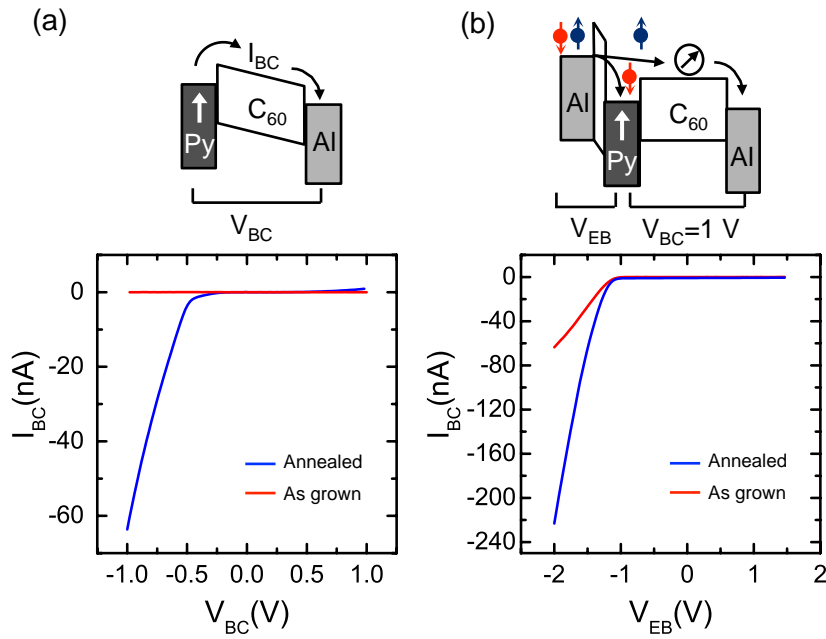 (a)
I_BC
C_60
Py
Al
V_BC
0
-20
-40
-60
I_BC(nA)
Annealed
As grown
-1.0 -0.5 0.0 0.5 1.0
V_BC(V)
(b)
Al
Py
C_60
Al
V_EB V_BC=1 V
0
-40
-80
-120
-160
-200
-240
I_BC(nA)
Annealed
As grown
-2 -1 0 1 2
V_EB(V)